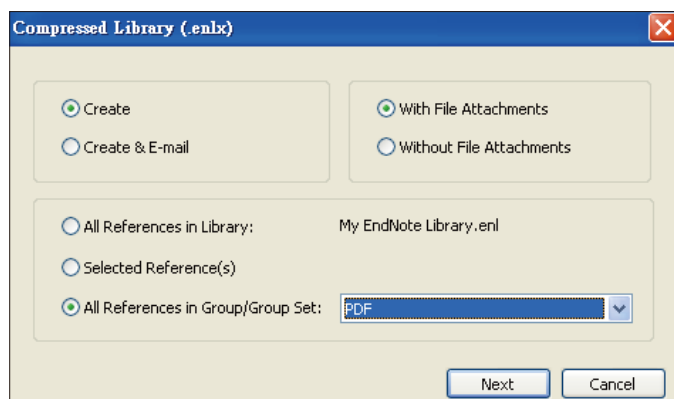 Compressed Library (.enlx)
Create
With File Attachments
Create & E-mail
Without File Attachments
All References in Library:
My EndNote Library.enl
Selected Reference(s)
All References in Group/Group Set:
PDF
Next
Cancel